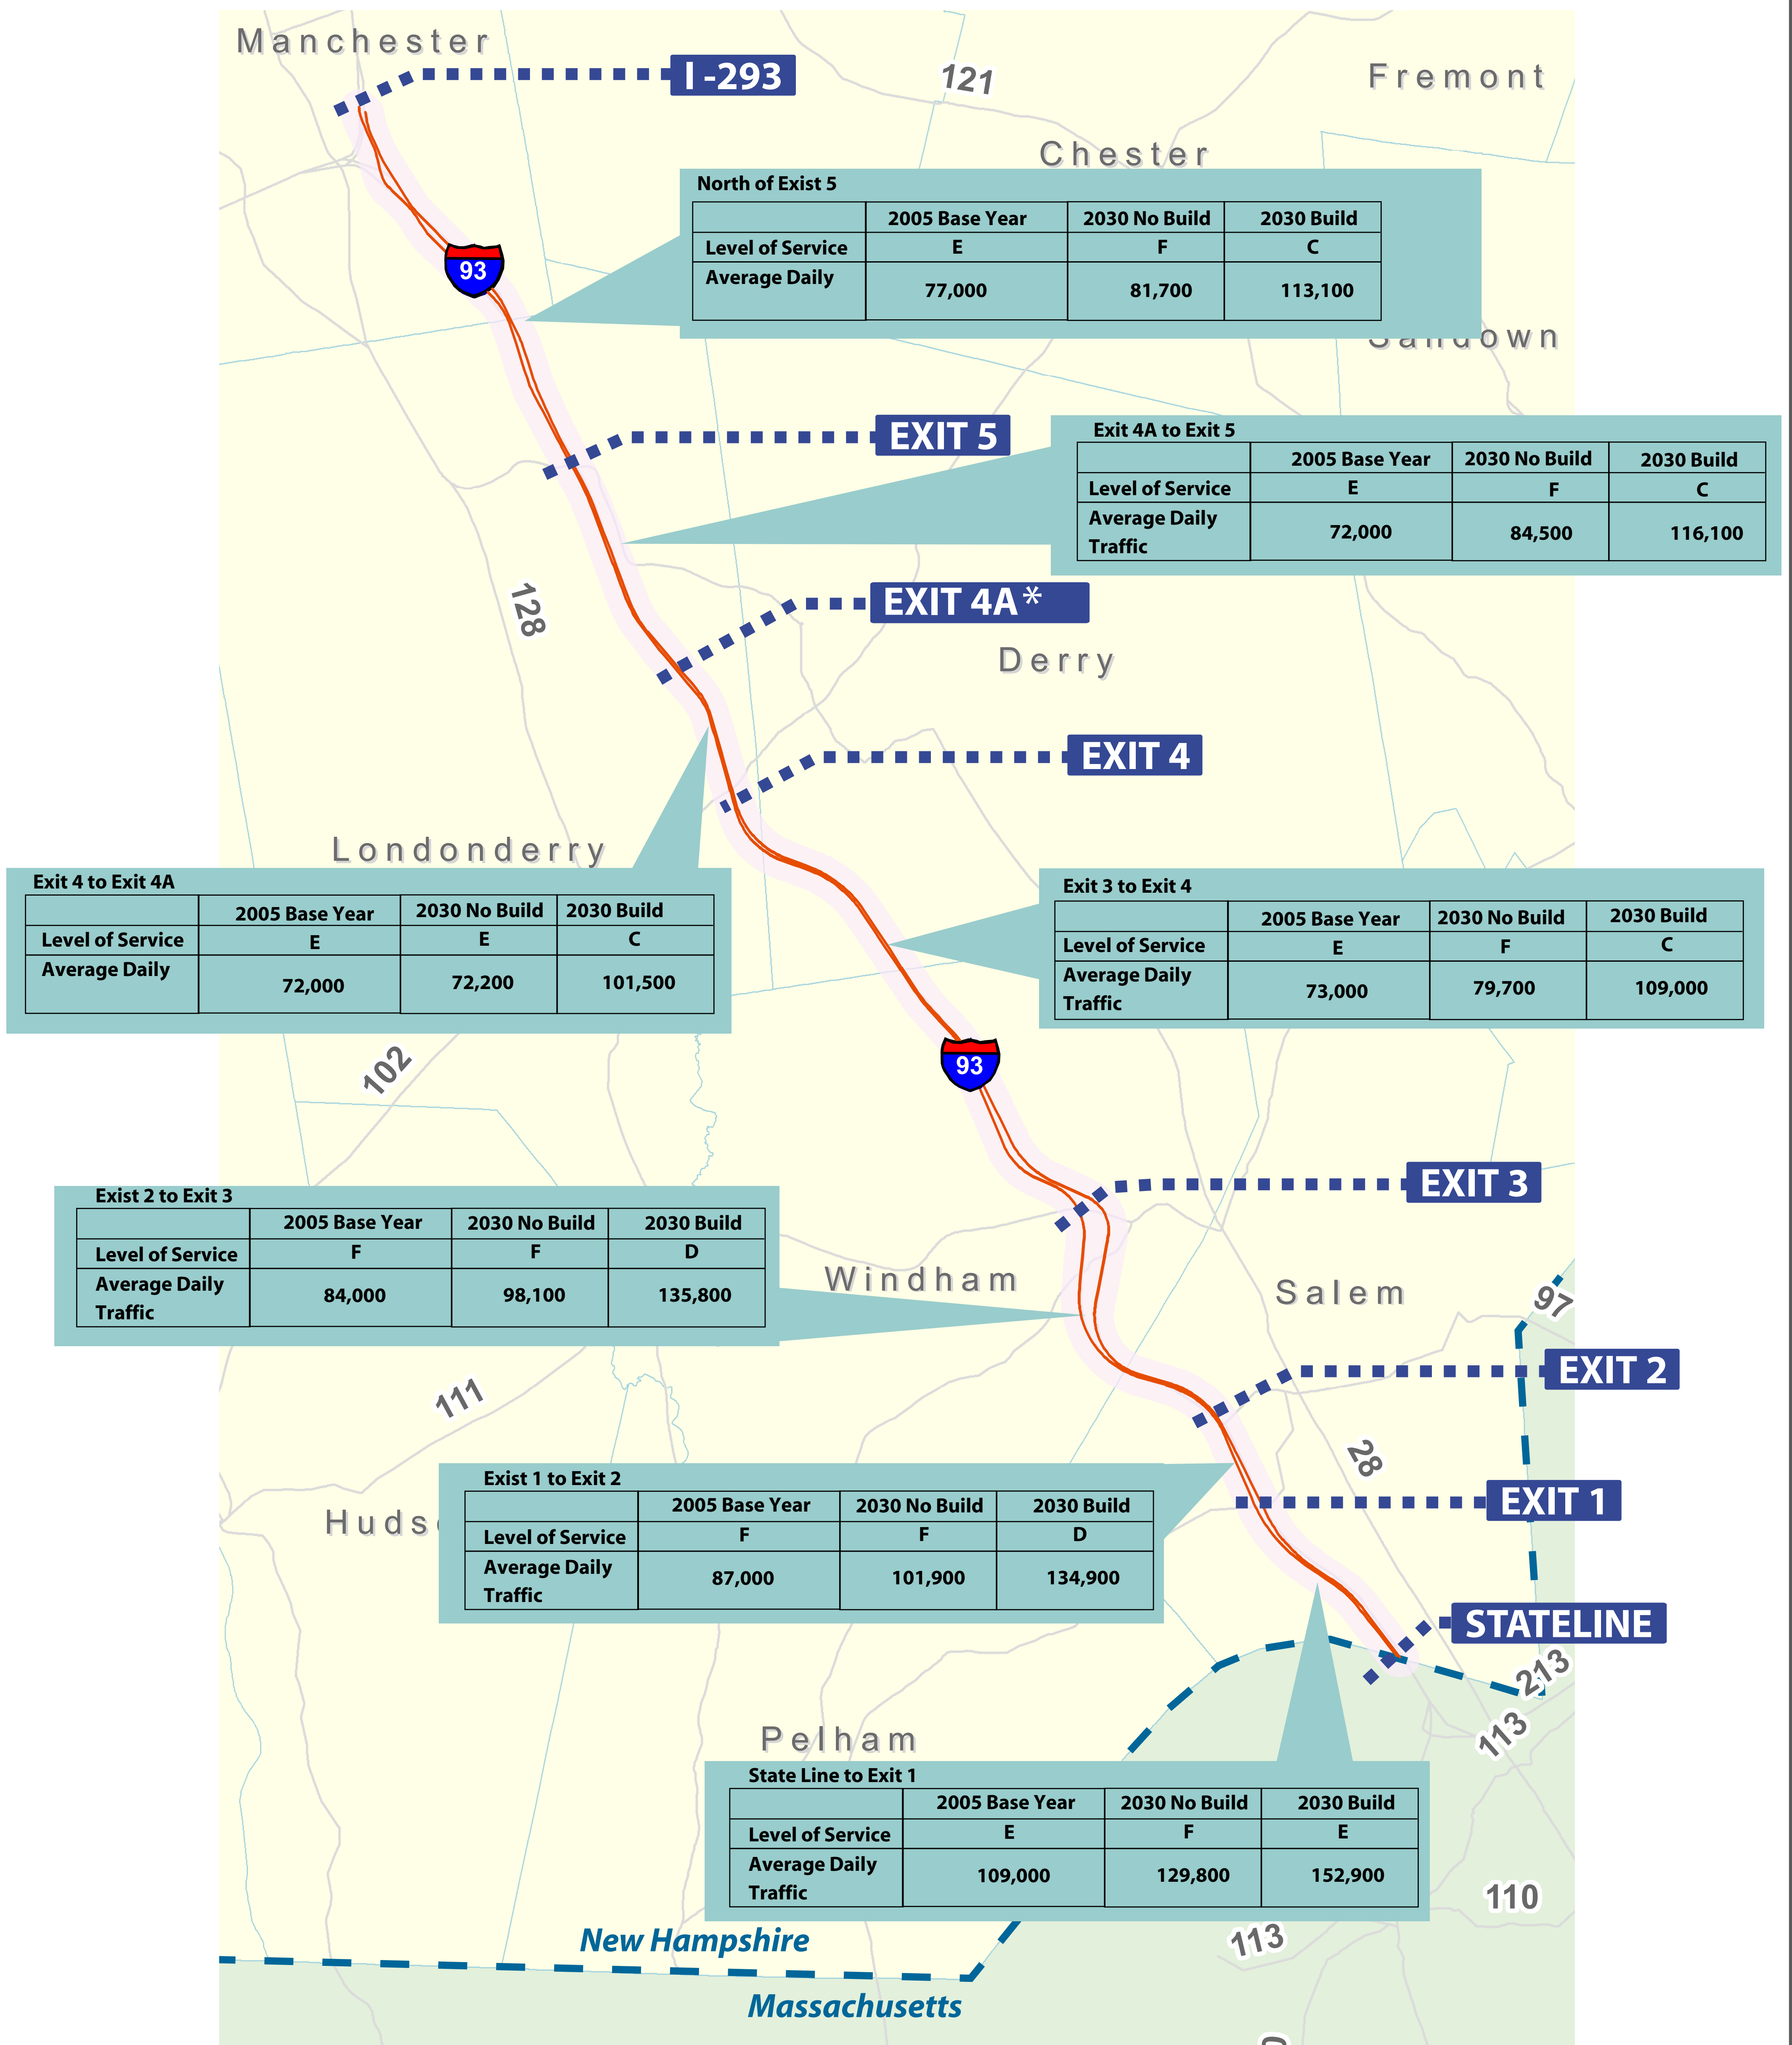 Manchester
I -293
121
Fremont
Chester
North of Exist 5
2005 Base Year 2030 No Build 2030 Build
Level of Service E F C
Average Daily 77,000 81,700 113,100
93
Sandown
EXIT 5
Exit 4A to Exit 5
2005 Base Year 2030 No Build 2030 Build
Level of Service E F C
Average Daily
Traffic 72,000 84,500 116,100
128
EXIT 4A*
Derry
EXIT 4
Londonderry
Exit 4 to Exit 4A
2005 Base Year 2030 No Build 2030 Build
Level of Service E E C
Average Daily 72,000 72,200 101,500
Exit 3 to Exit 4
2005 Base Year 2030 No Build 2030 Build
Level of Service E F C
Average Daily
Traffic 73,000 79,700 109,000
102
93
EXIT 3
Exist 2 to Exit 3
2005 Base Year 2030 No Build 2030 Build
Level of Service F F D
Average Daily
Traffic 84,000 98,100 135,800
Windham
Salem
97
EXIT 2
111
28
Exist 1 to Exit 2
2005 Base Year 2030 No Build 2030 Build
Level of Service F F D
Average Daily
Traffic 87,000 101,900 134,900
EXIT 1
Huds
STATELINE
213
113
Pelham
State Line to Exit 1
2005 Base Year 2030 No Build 2030 Build
Level of Service E F E
Average Daily
Traffic 109,000 129,800 152,900
110
113
New Hampshire
Massachusetts